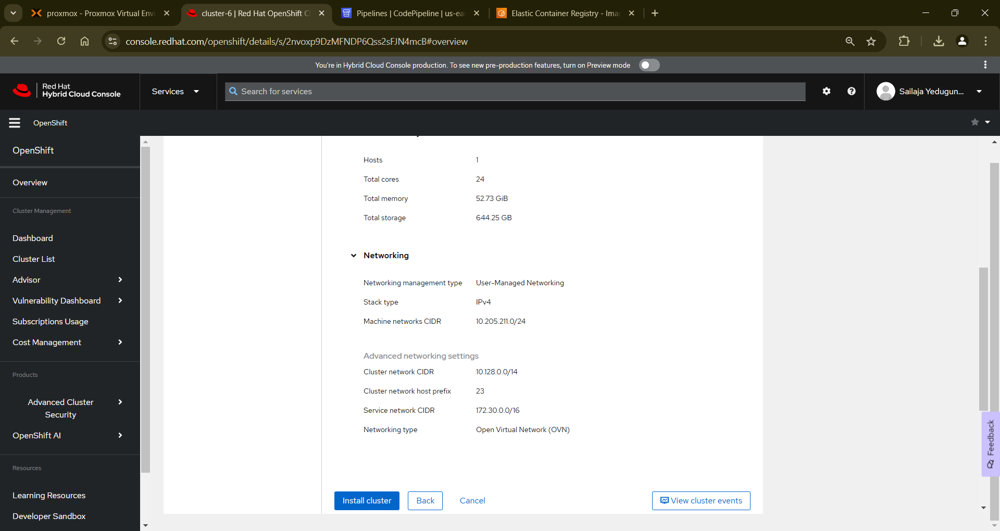 proxmox - Proxmox Virtual Envi
cluster-6 | Red Hat OpenShift C
Pipelines | CodePipeline | us-ea
Elastic Container Registry - Ima
console.redhat.com/openshift/details/s/2nvoxp9DzMFNDP6Qss2sFJN4mcB#overview
You're in Hybrid Cloud Console production. To see new pre-production features, turn on Preview mode
Red Hat
Hybrid Cloud Console
Services
Search for services
Sailaja Yedugun...
OpenShift
OpenShift
Overview
Cluster Management
Dashboard
Cluster List
Advisor
Vulnerability Dashboard
Subscriptions Usage
Cost Management
Products
Advanced Cluster
Security
OpenShift AI
Resources
Learning Resources
Developer Sandbox
Hosts 1
Total cores 24
Total memory 52.73 GiB
Total storage 644.25 GB
Networking
Networking management type User-Managed Networking
Stack type IPv4
Machine networks CIDR 10.205.211.0/24
Advanced networking settings
Cluster network CIDR 10.128.0.0/14
Cluster network host prefix 23
Service network CIDR 172.30.0.0/16
Networking type Open Virtual Network (OVN)
Install cluster Back Cancel View cluster events
Feedback